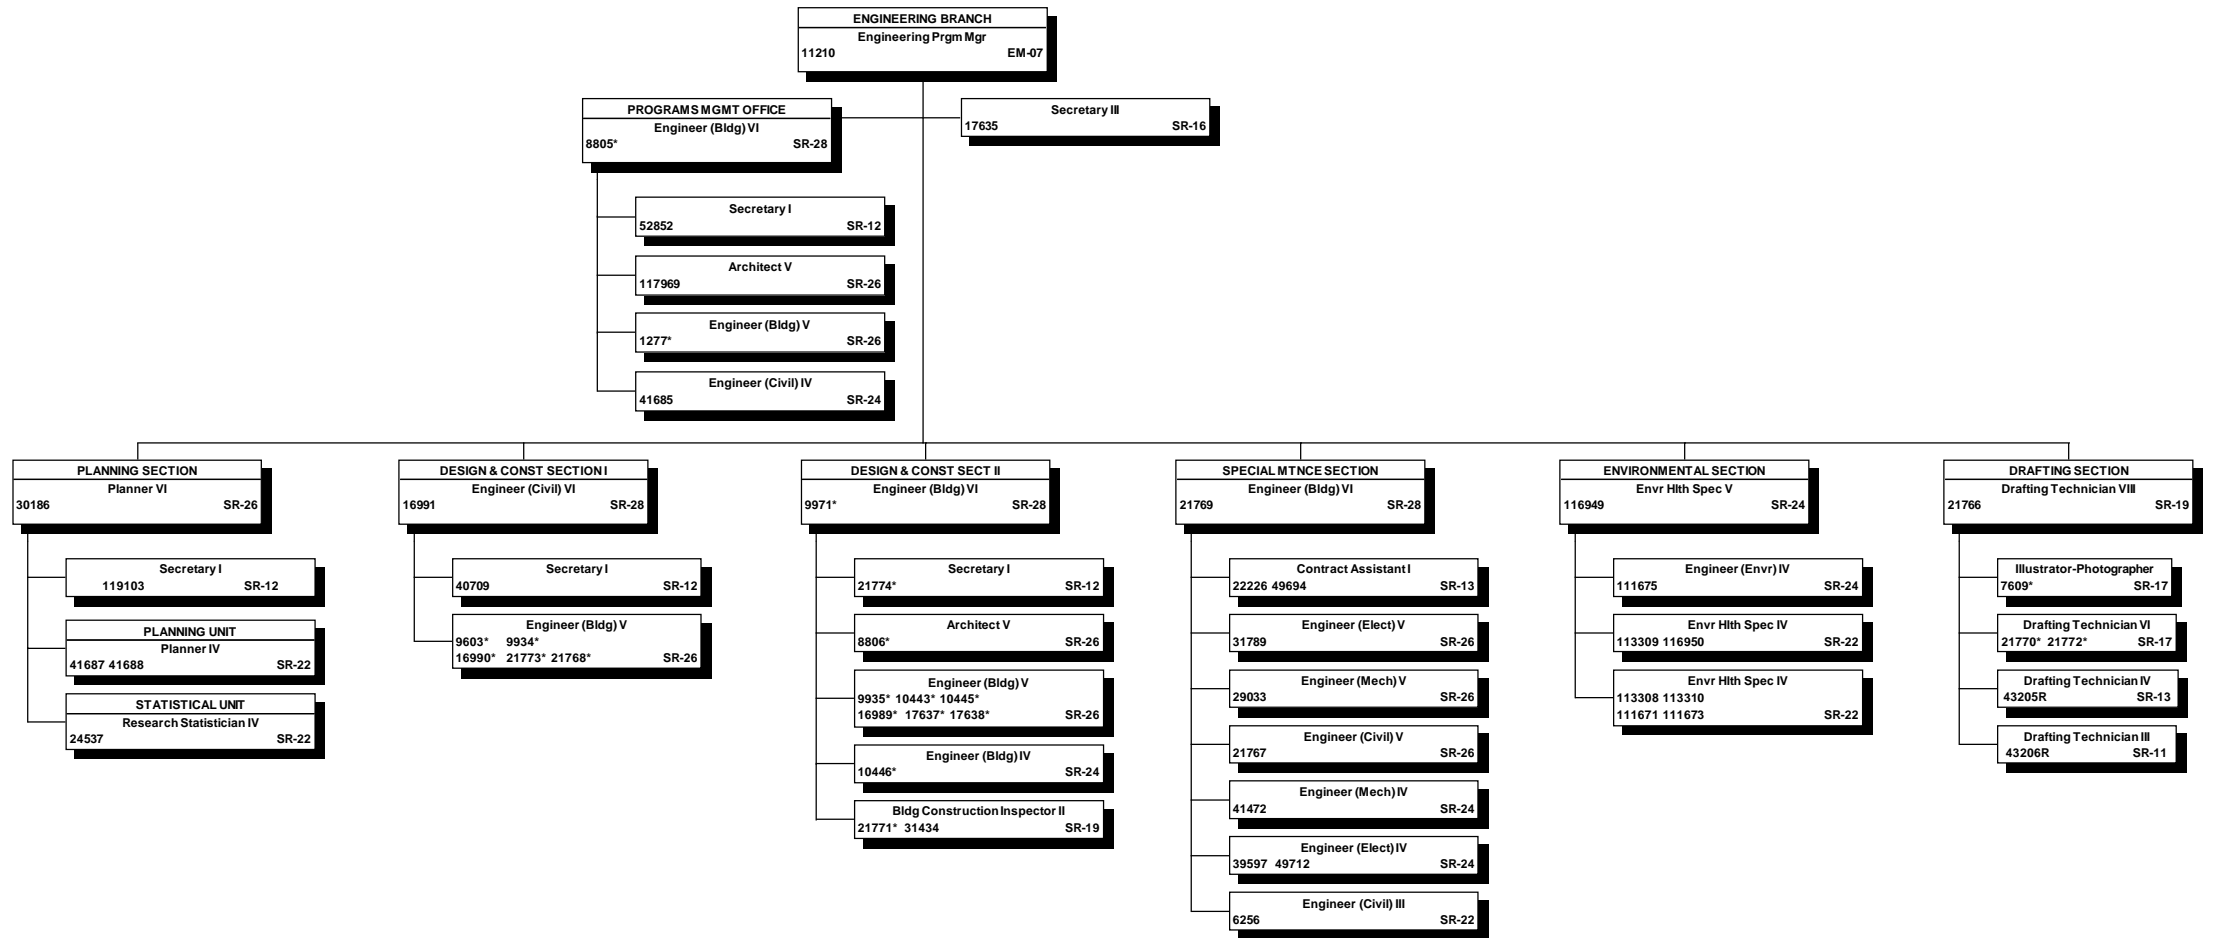 ENGINEERING BRANCH
Engineering Prgm Mgr
11210 EM-07
PROGRAMS MGMT OFFICE
Engineer (Bldg) VI
8805* SR-28
Secretary III
17635 SR-16
Secretary I
52852 SR-12
Architect V
117969 SR-26
Engineer (Bldg) V
1277* SR-26
Engineer (Civil) IV
41685 SR-24
PLANNING SECTION
Planner VI
30186 SR-26
Secretary I
119103 SR-12
PLANNING UNIT
Planner IV
41687 41688 SR-22
STATISTICAL UNIT
Research Statistician IV
24537 SR-22
DESIGN & CONST SECTION I
Engineer (Civil) VI
16991 SR-28
Secretary I
40709 SR-12
Engineer (Bldg) V
9603* 9934*
16990* 21773* 21768* SR-26
DESIGN & CONST SECT II
Engineer (Bldg) VI
9971* SR-28
Secretary I
21774* SR-12
Architect V
8806* SR-26
Engineer (Bldg) V
9935* 10443* 10445*
16989* 17637* 17638* SR-26
Engineer (Bldg) IV
10446* SR-24
Bldg Construction Inspector II
21771* 31434 SR-19
SPECIAL MTNCE SECTION
Engineer (Bldg) VI
21769 SR-28
Contract Assistant I
22226 49694 SR-13
Engineer (Elect) V
31789 SR-26
Engineer (Mech) V
29033 SR-26
Engineer (Civil) V
21767 SR-26
Engineer (Mech) IV
41472 SR-24
Engineer (Elect) IV
39597 49712 SR-24
Engineer (Civil) III
6256 SR-22
ENVIRONMENTAL SECTION
Envr Hlth Spec V
116949 SR-24
Engineer (Envr) IV
111675 SR-24
Envr Hlth Spec IV
113309 116950 SR-22
Envr Hlth Spec IV
113308 113310
111671 111673 SR-22
DRAFTING SECTION
Drafting Technician VIII
21766 SR-19
Illustrator-Photographer
7609* SR-17
Drafting Technician VI
21770* 21772* SR-17
Drafting Technician IV
43205R SR-13
Drafting Technician III
43206R SR-11